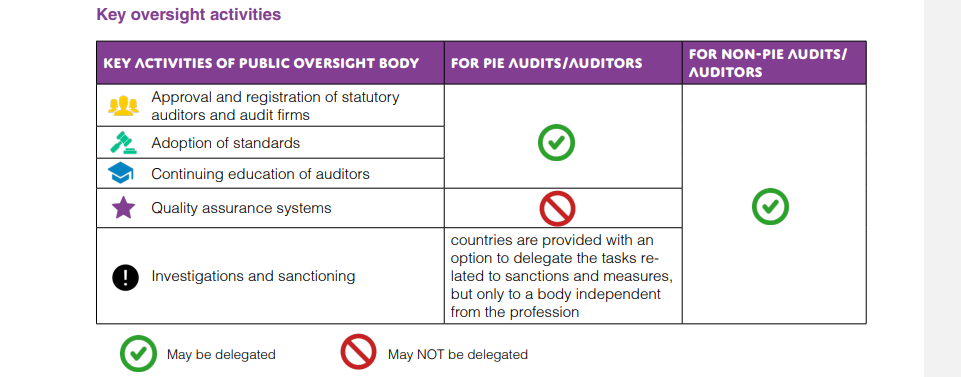 Key oversight activities
KEY ACTIVITIES OF PUBLIC OVERSIGHT BODY
FOR PIE AUDITS/AUDITORS
FOR NON-PIE AUDITS/
AUDITORS
Approval and registration of statutory
auditors and audit firms
Adoption of standards
Continuing education of auditors
Quality assurance systems
Investigations and sanctioning
countries are provided with an
option to delegate the tasks re-
lated to sanctions and measures,
but only to a body independent
from the profession
May be delegated
May NOT be delegated